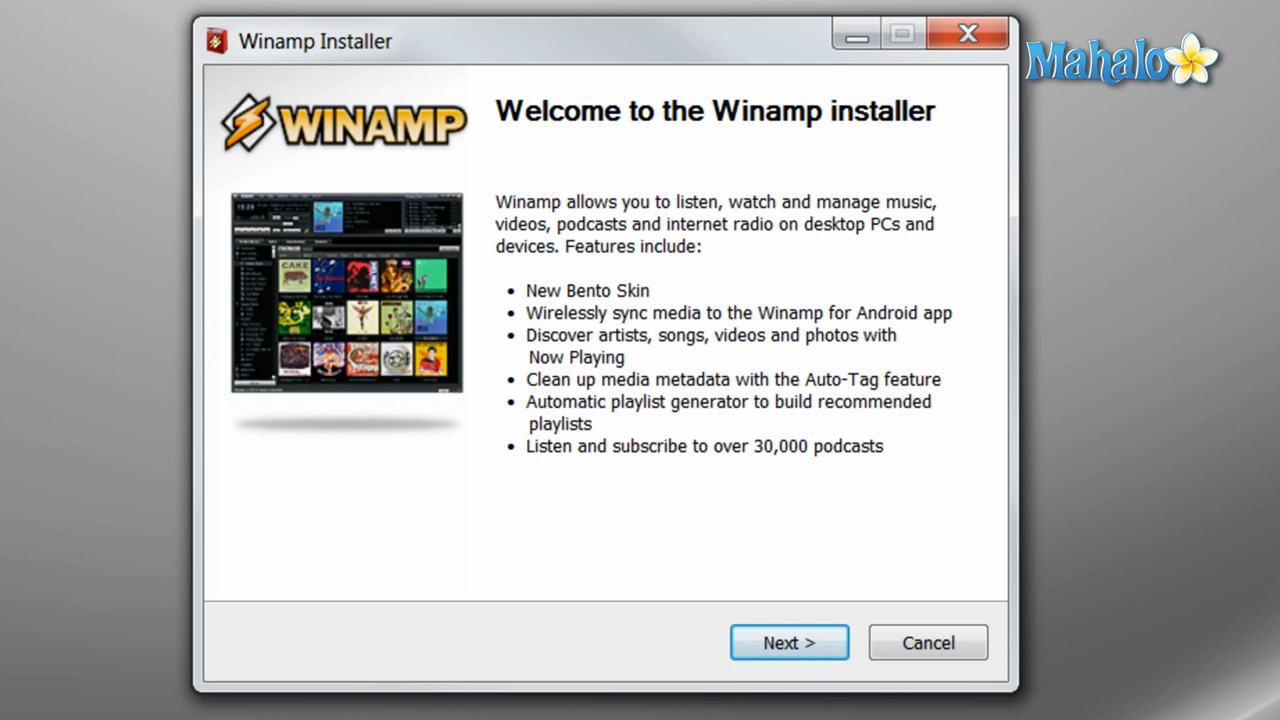 Winamp Installer
Mahalo
WINAMP
Welcome to the Winamp installer
Winamp allows you to listen, watch and manage music,
videos, podcasts and internet radio on desktop PCs and
devices. Features include:
• New Bento Skin
• Wirelessly sync media to the Winamp for Android app
• Discover artists, songs, videos and photos with
Now Playing
• Clean up media metadata with the Auto-Tag feature
• Automatic playlist generator to build recommended
playlists
• Listen and subscribe to over 30,000 podcasts
CAKE
Next >
Cancel